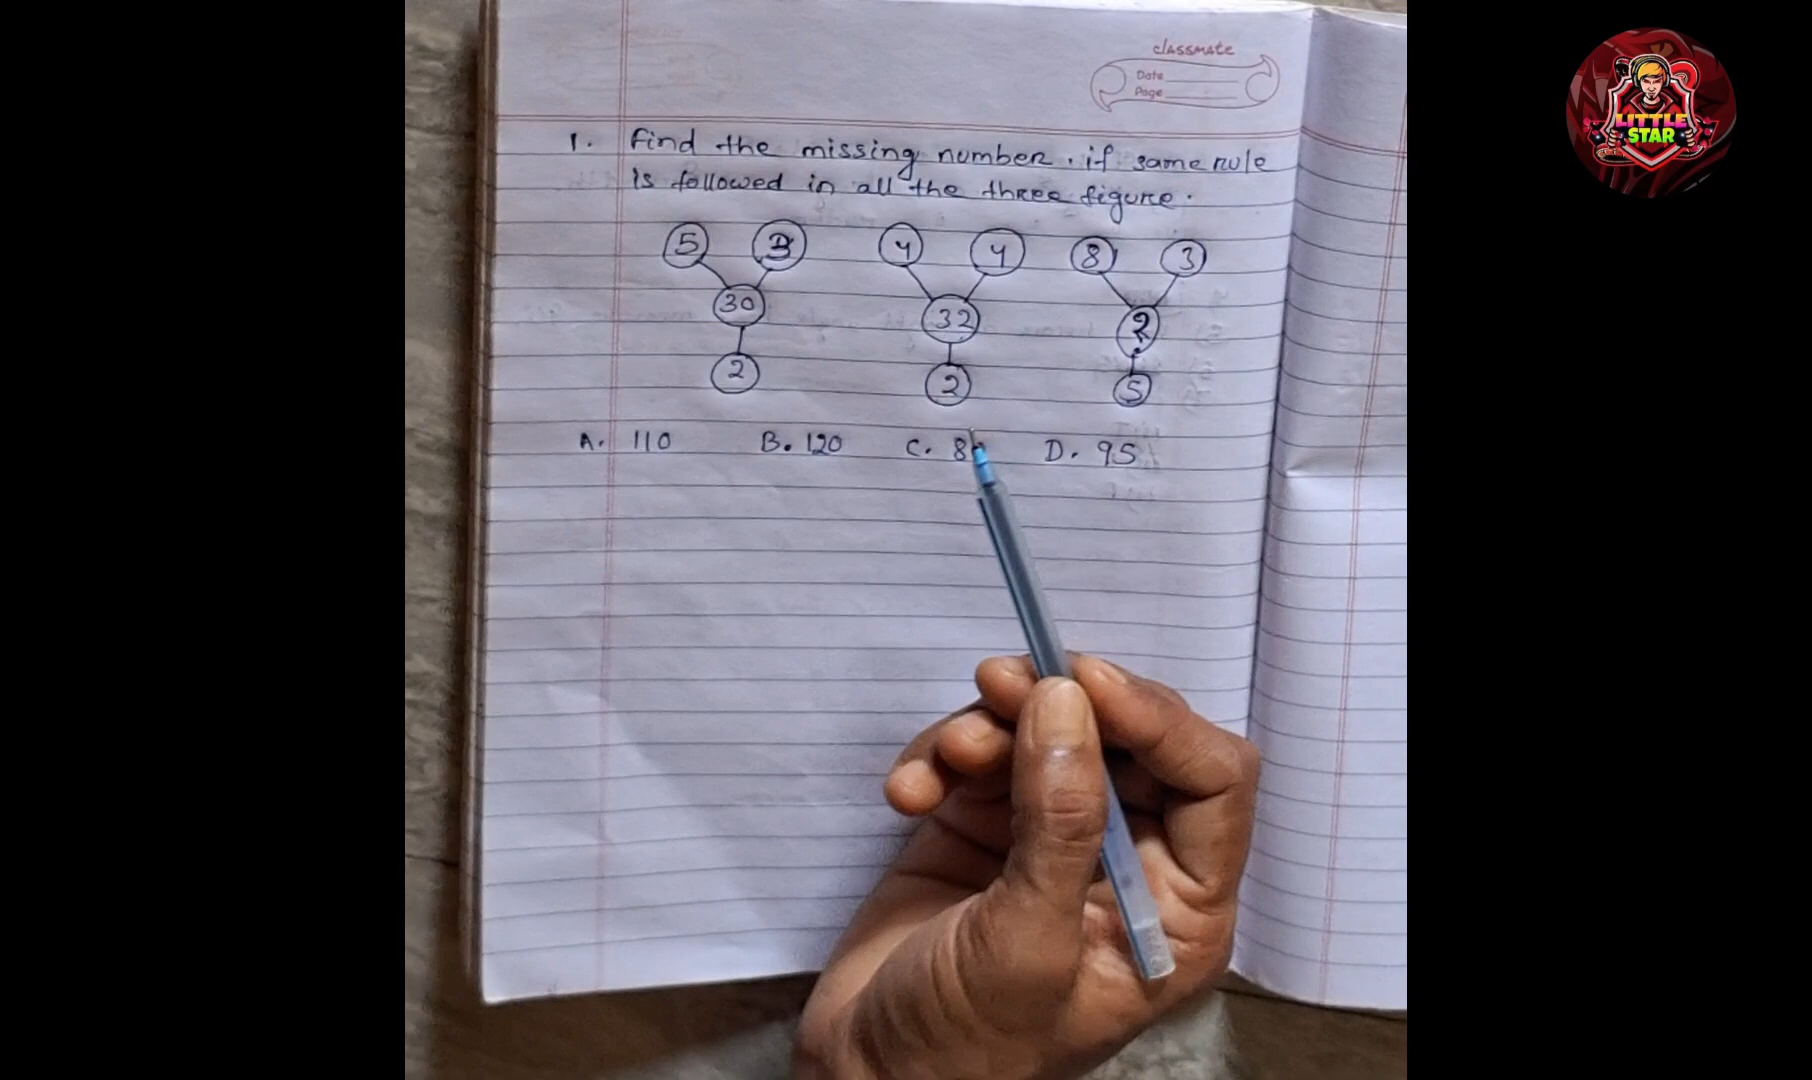 classmate
Date
Page
1. Find the missing number. if same rule
is followed in all the three figure.
5 3 4 4 8 3
30 32 ?
2 2 5
A. 110 B. 120 C. D. 95
LITTLE
STAR